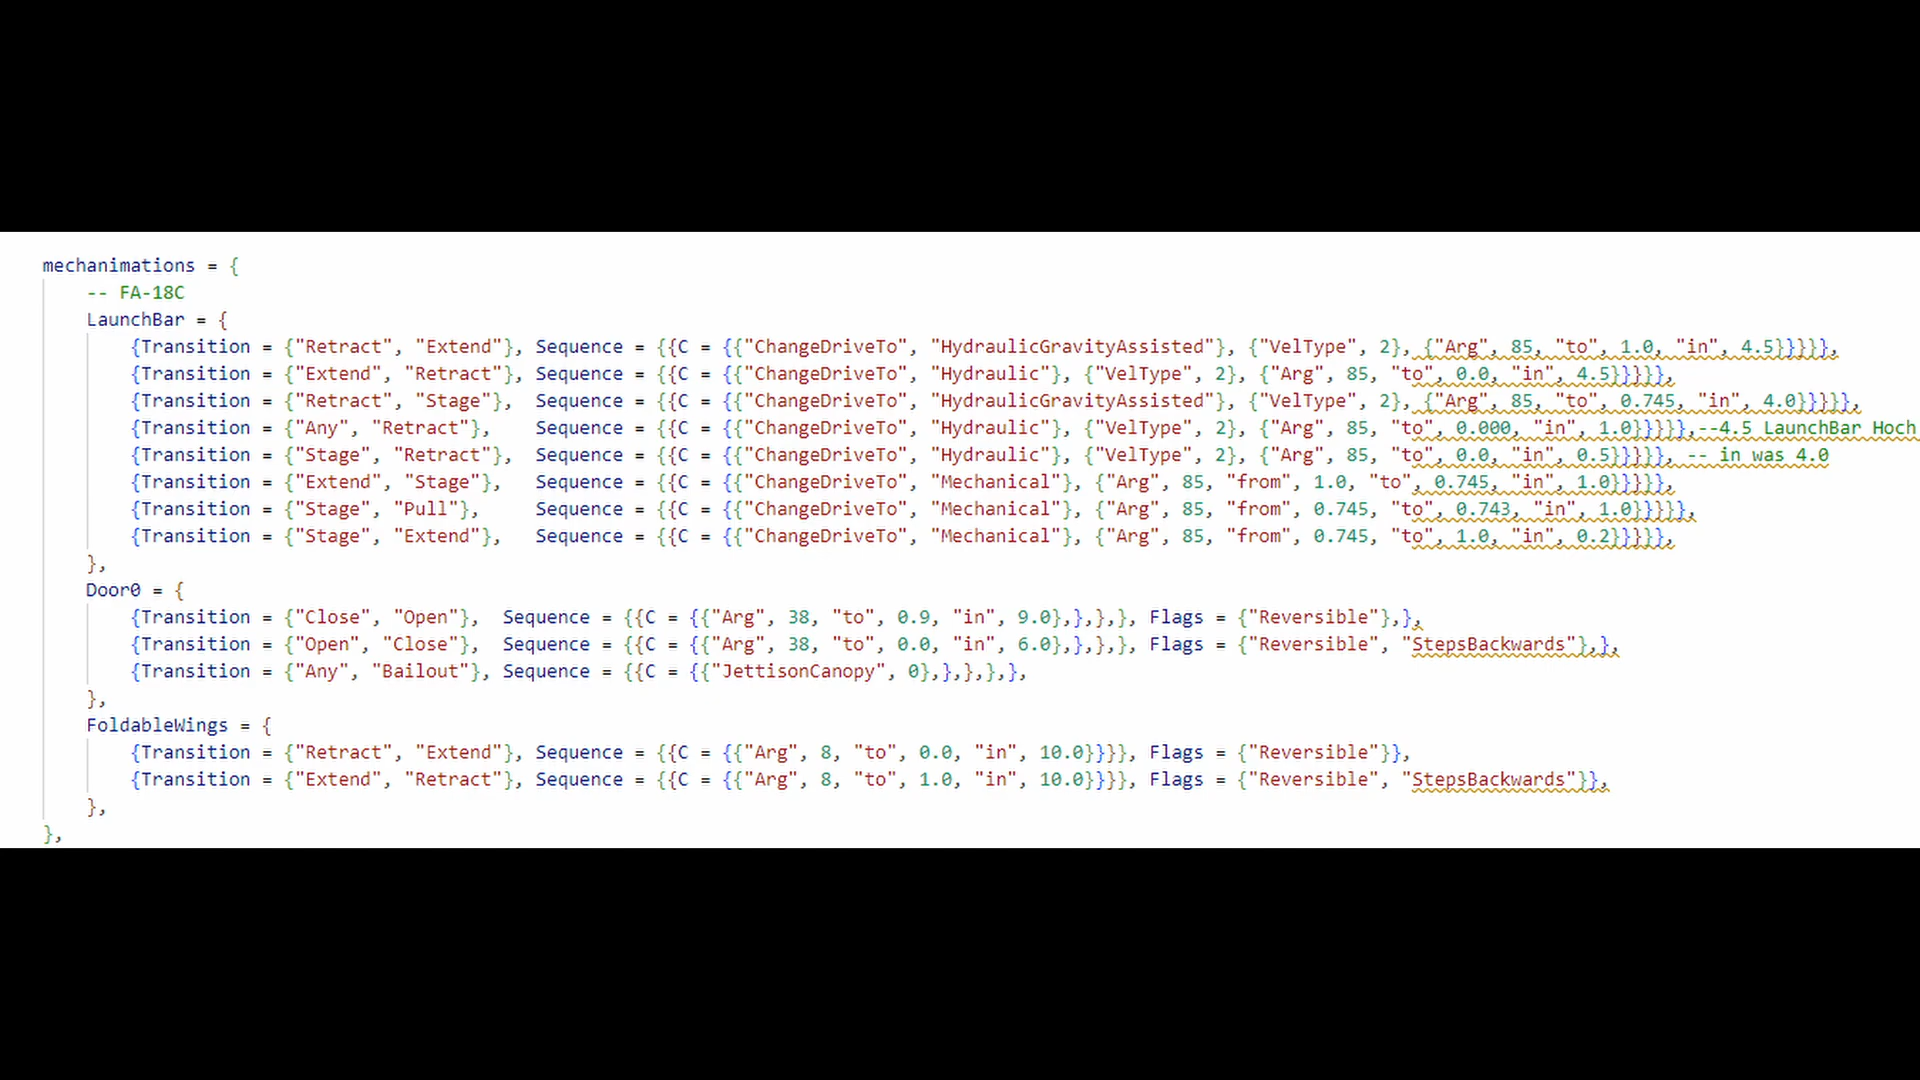 mechanimations = {
-- FA-18C
LaunchBar = {
{Transition = {"Retract", "Extend"}, Sequence = {{C = {{"ChangeDriveTo", "HydraulicGravityAssisted"}, {"VelType", 2}, {"Arg", 85, "to", 1.0, "in", 4.5}}}}},
{Transition = {"Extend", "Retract"}, Sequence = {{C = {{"ChangeDriveTo", "Hydraulic"}, {"VelType", 2}, {"Arg", 85, "to", 0.0, "in", 4.5}}}}},
{Transition = {"Retract", "Stage"}, Sequence = {{C = {{"ChangeDriveTo", "HydraulicGravityAssisted"}, {"VelType", 2}, {"Arg", 85, "to", 0.745, "in", 4.0}}}}},
{Transition = {"Any", "Retract"}, Sequence = {{C = {{"ChangeDriveTo", "Hydraulic"}, {"VelType", 2}, {"Arg", 85, "to", 0.000, "in", 1.0}}}}},--4.5 LaunchBar Hoch
{Transition = {"Stage", "Retract"}, Sequence = {{C = {{"ChangeDriveTo", "Hydraulic"}, {"VelType", 2}, {"Arg", 85, "to", 0.0, "in", 0.5}}}}}, -- in was 4.0
{Transition = {"Extend", "Stage"}, Sequence = {{C = {{"ChangeDriveTo", "Mechanical"}, {"Arg", 85, "from", 1.0, "to", 0.745, "in", 1.0}}}}},
{Transition = {"Stage", "Pull"}, Sequence = {{C = {{"ChangeDriveTo", "Mechanical"}, {"Arg", 85, "from", 0.745, "to", 0.743, "in", 1.0}}}}},
{Transition = {"Stage", "Extend"}, Sequence = {{C = {{"ChangeDriveTo", "Mechanical"}, {"Arg", 85, "from", 0.745, "to", 1.0, "in", 0.2}}}}},
},
Door0 = {
{Transition = {"Close", "Open"}, Sequence = {{C = {{"Arg", 38, "to", 0.9, "in", 9.0},},},}, Flags = {"Reversible"},},
{Transition = {"Open", "Close"}, Sequence = {{C = {{"Arg", 38, "to", 0.0, "in", 6.0},},},}, Flags = {"Reversible", "StepsBackwards"},},
{Transition = {"Any", "Bailout"}, Sequence = {{C = {{"JettisonCanopy", 0},},},},},
},
FoldableWings = {
{Transition = {"Retract", "Extend"}, Sequence = {{C = {{"Arg", 8, "to", 0.0, "in", 10.0}}}}, Flags = {"Reversible"}},
{Transition = {"Extend", "Retract"}, Sequence = {{C = {{"Arg", 8, "to", 1.0, "in", 10.0}}}}, Flags = {"Reversible", "StepsBackwards"}},
},
},